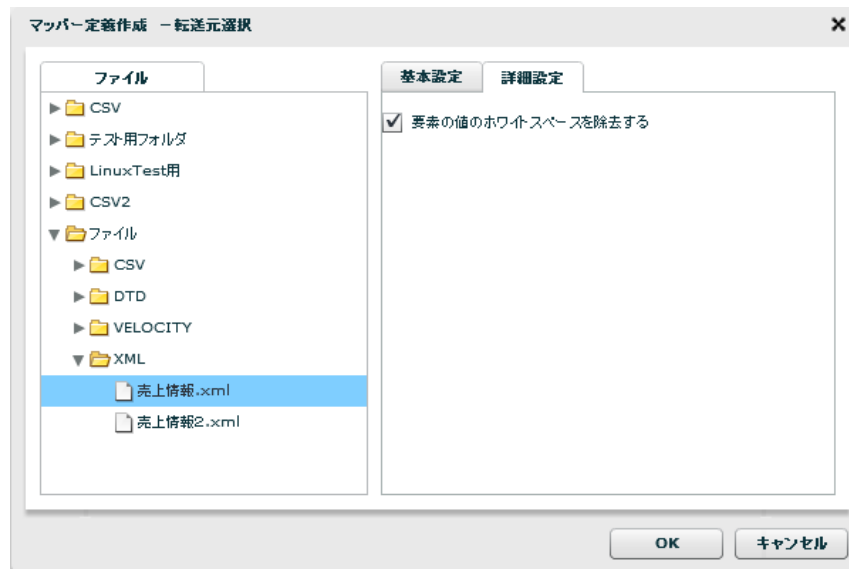 マッパー定義作成 －転送元選択
ファイル
CSV
テスト用フォルダ
LinuxTest用
CSV2
ファイル
CSV
DTD
VELOCITY
XML
売上情報.xml
売上情報2.xml
基本設定 詳細設定
要素の値のホワイトスペースを除去する
OK キャンセル